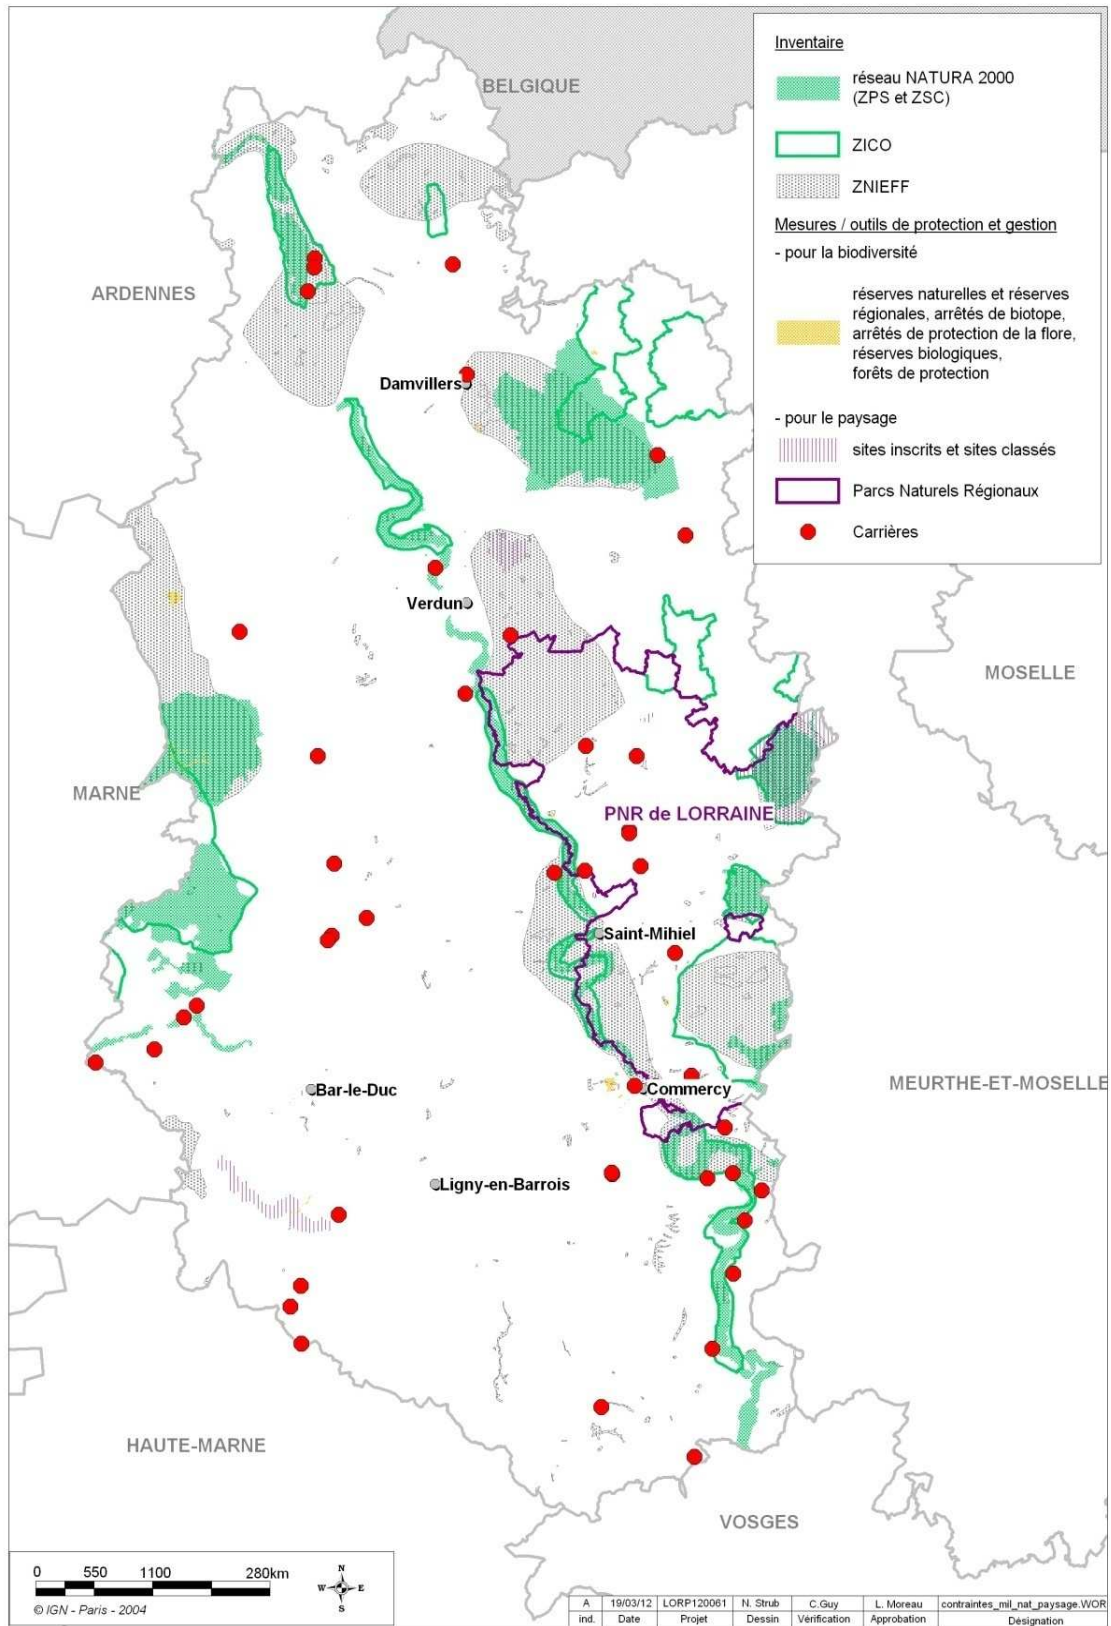 Inventaire
réseau NATURA 2000
(ZPS et ZSC)
ZICO
ZNIEFF
Mesures / outils de protection et gestion
- pour la biodiversité
réserves naturelles et réserves
régionales, arrêtés de biotope,
arrêtés de protection de la flore,
réserves biologiques,
forêts de protection
- pour le paysage
sites inscrits et sites classés
Parcs Naturels Régionaux
Carrières
BELGIQUE
ARDENNES
Damvillers
Verdun
MOSELLE
MARNE
PNR de LORRAINE
Saint-Mihiel
MEURTHE-ET-MOSELLE
Bar-le-Duc
Commercy
Ligny-en-Barrois
HAUTE-MARNE
VOSGES
0 550 1100 280km
N
W E
S
© IGN - Paris - 2004
A 19/03/12 LORP120061 N. Strub C.Guy L. Moreau contraintes_mil_nat_paysage.WOR
ind. Date Projet Dessin Vérification Approbation Désignation